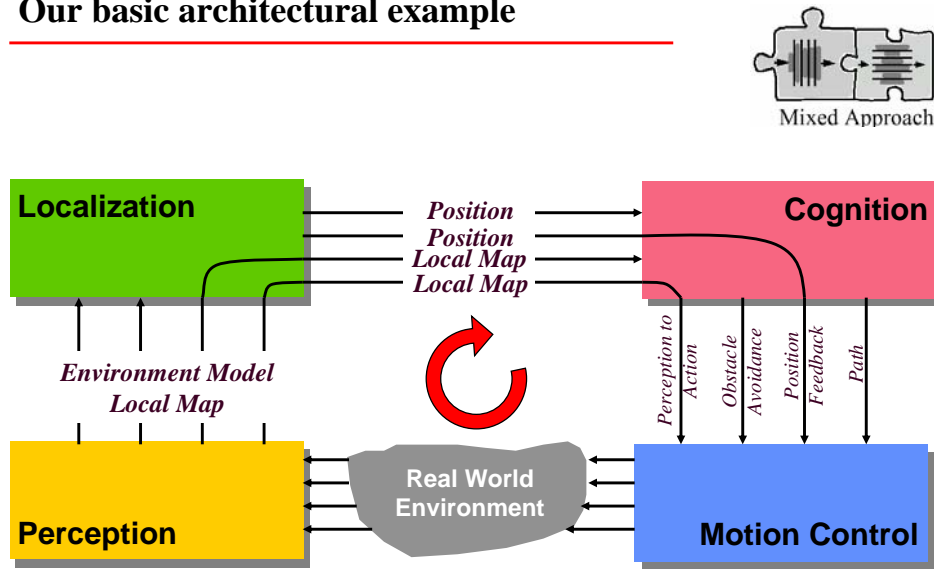 Our basic architectural example
Mixed Approach
Localization
Cognition
Position
Position
Local Map
Local Map
Environment Model
Local Map
Perception to
Action
Obstacle
Avoidance
Position
Feedback
Path
Real World
Environment
Perception
Motion Control